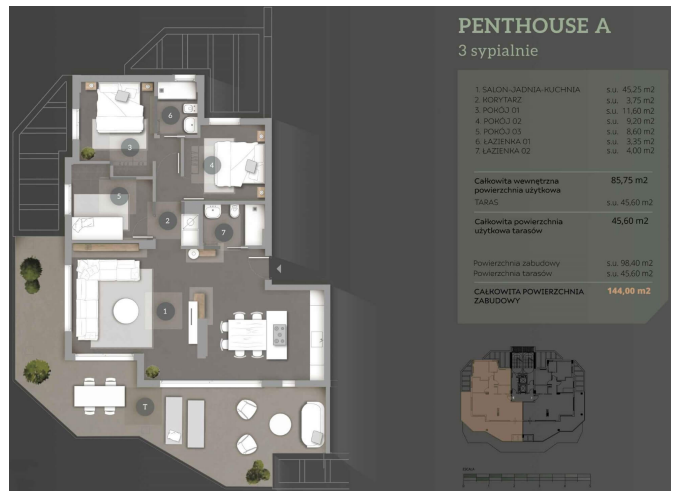 PENTHOUSE A
3 sypialnie
1. SALON-JADNIA-KUCHNIA s.u. 45,25 m2
2. KORYTARZ s.u. 3,75 m2
3. POKÓJ 01 s.u. 11,60 m2
4. POKÓJ 02 s.u. 9,20 m2
5. POKÓJ 03 s.u. 8,60 m2
6. ŁAZIENKA 01 s.u. 3,35 m2
7. ŁAZIENKA 02 s.u. 4,00 m2
Całkowita wewnętrzna
powierzchnia użytkowa 85,75 m2
TARAS s.u. 45,60 m2
Całkowita powierzchnia
użytkowa tarasów 45,60 m2
Powierzchnia zabudowy s.u. 98,40 m2
Powierzchnia tarasów s.u. 45,60 m2
CAŁKOWITA POWIERZCHNIA
ZABUDOWY 144,00 m2
6
3
4
5
2
7
1
T